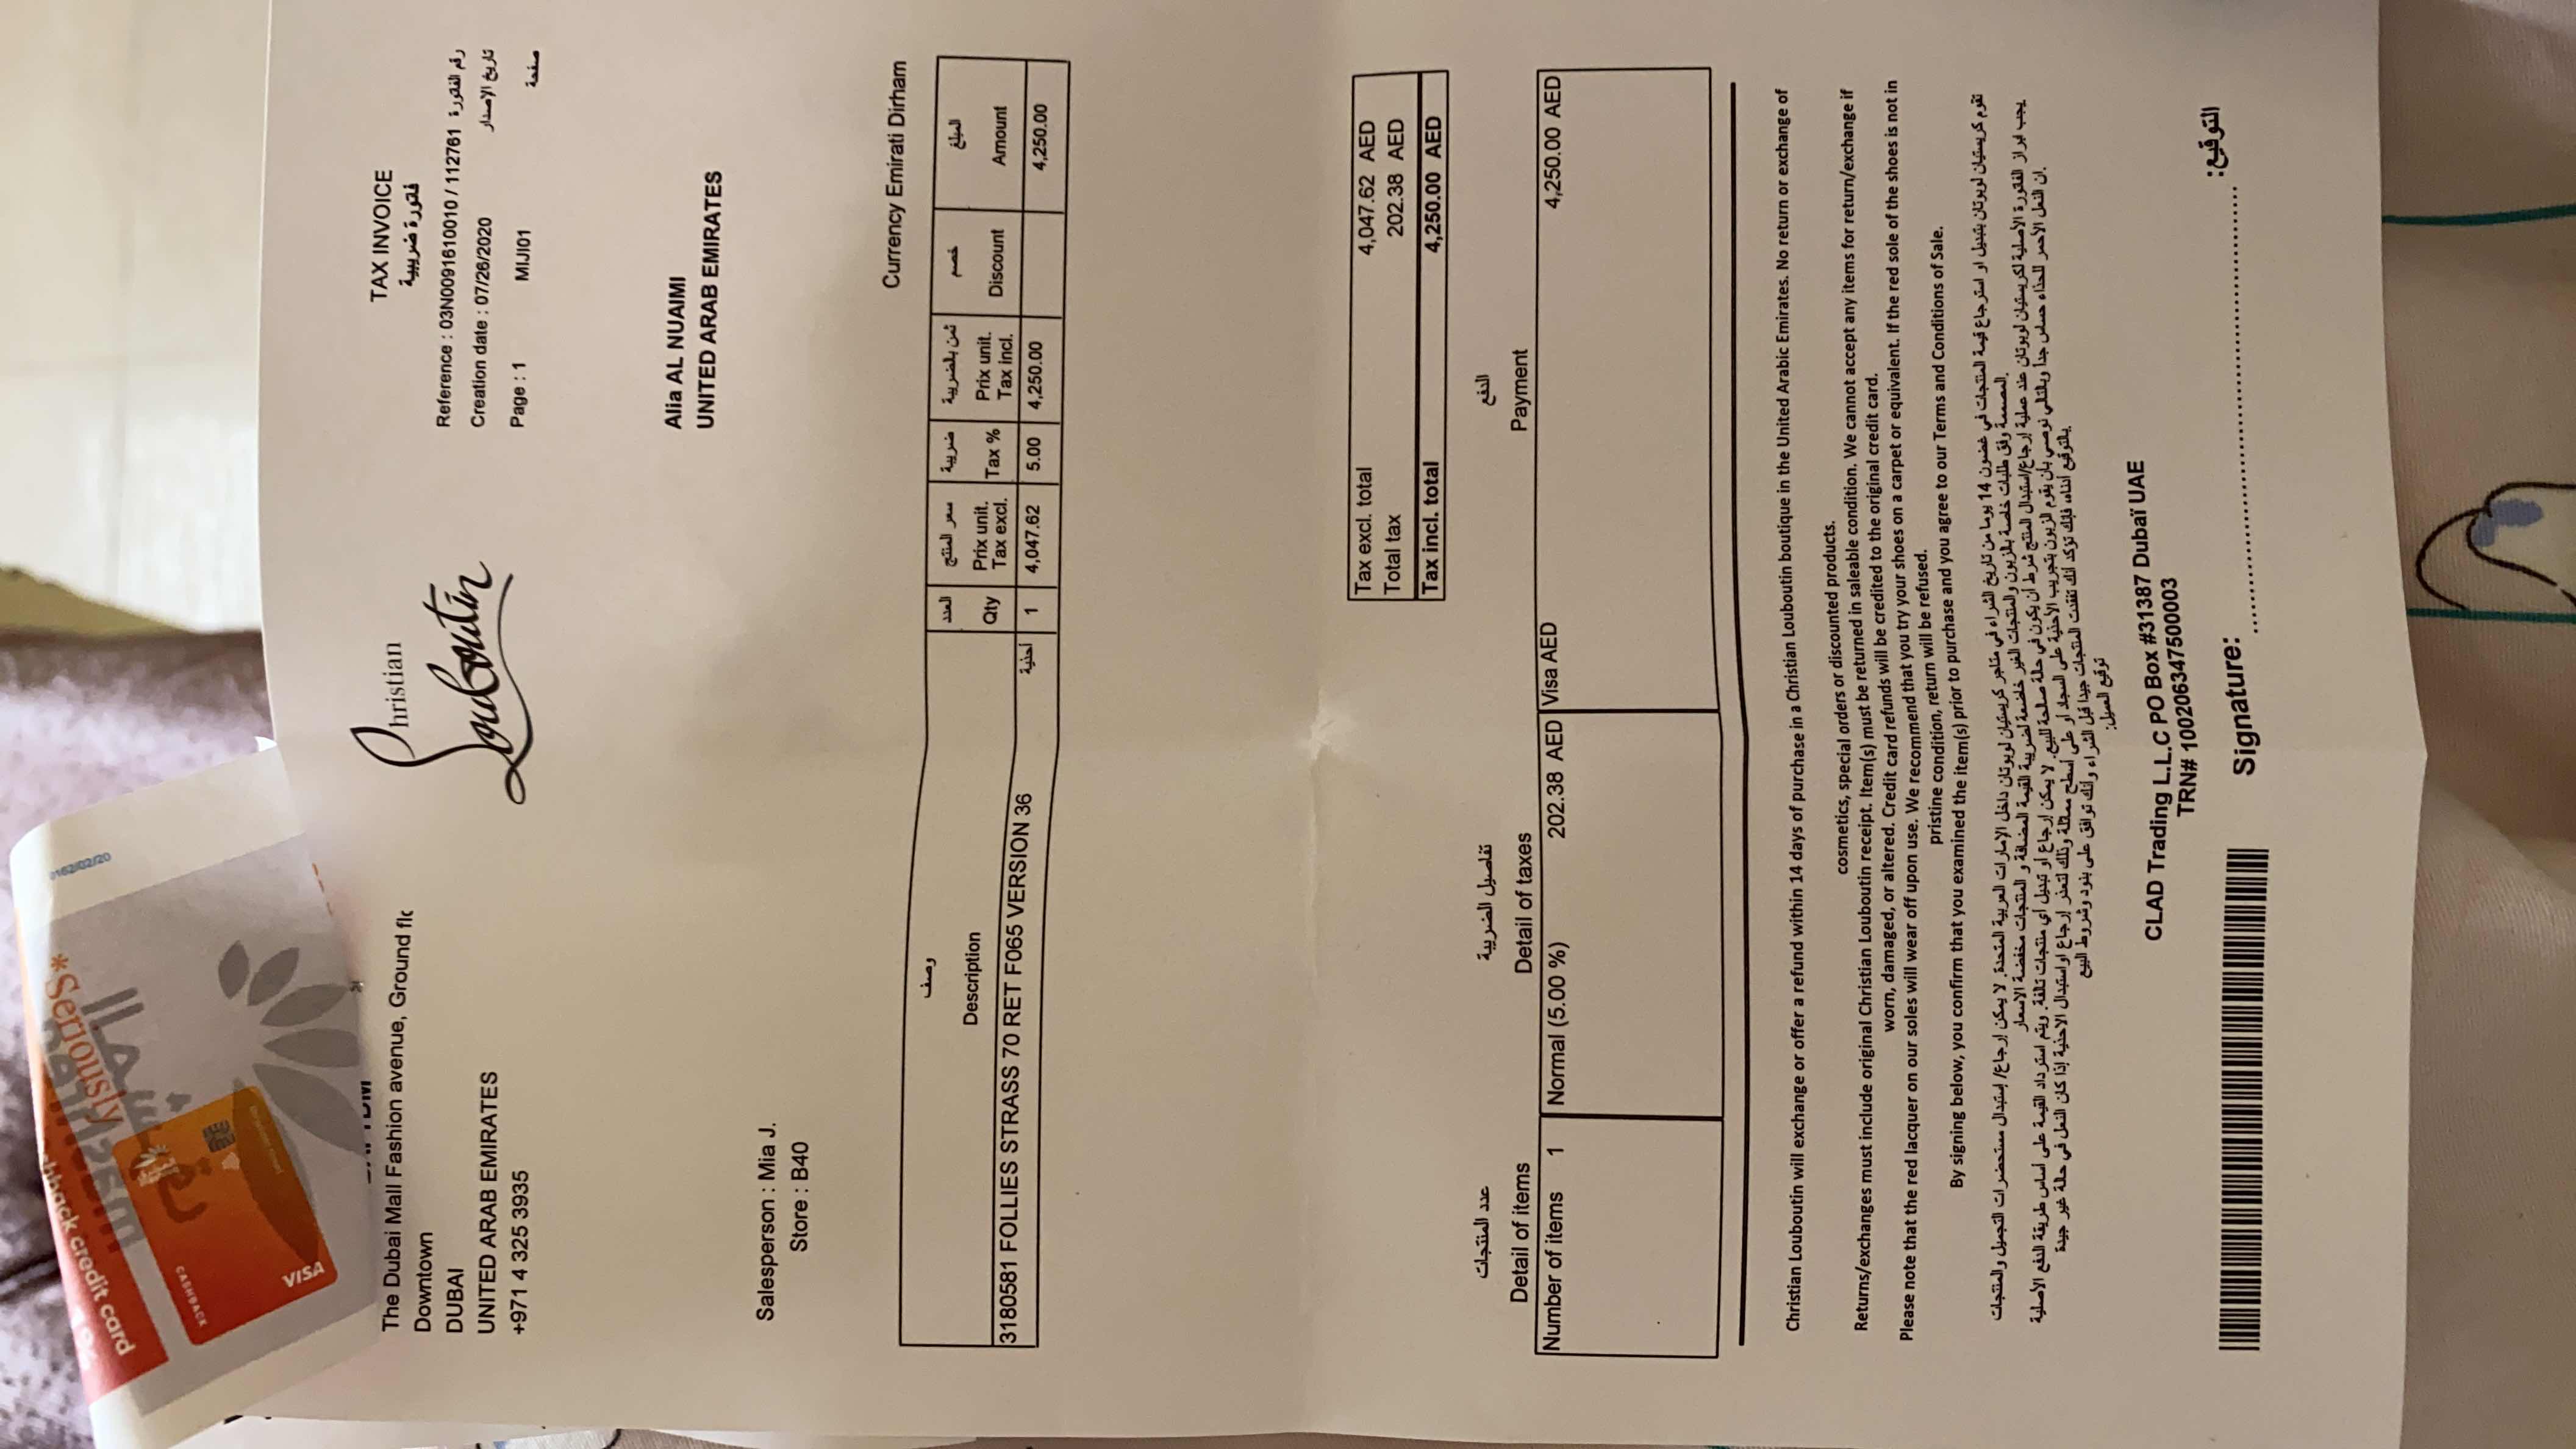 *Seriously
cashback credit card
CASHBACK
VISA
The Dubai Mall Fashion avenue, Ground
Downtown
DUBAI
UNITED ARAB EMIRATES
+971 4 325 3935
Christian
Louboutin
TAX INVOICE
فاتورة ضريبية
Reference : 03N0091610010 / 112761 رقم الفاتورة
Creation date : 07/26/2020 تاريخ الإصدار
Page : 1 MIJI01 صفحة
Alia AL NUAIMI
UNITED ARAB EMIRATES
Salesperson : Mia J.
Store : B40
Currency Emirati Dirham
وصف العدد سعر المنتج ضريبة ثمن بالضريبة خصم المبلغ
Description Qty Prix unit. Tax excl. Tax % Prix unit. Tax incl. Discount Amount
3180581 FOLLIES STRASS 70 RET F065 VERSION 36 أحذية 1 4,047.62 5.00 4,250.00 4,250.00
Tax excl. total 4,047.62 AED
Total tax 202.38 AED
Tax incl. total 4,250.00 AED
عدد المنتجات تفاصيل الضريبة الدفع
Detail of items Detail of taxes Payment
Number of items 1 Normal (5.00 %) 202.38 AED Visa AED 4,250.00 AED
Christian Louboutin will exchange or offer a refund within 14 days of purchase in a Christian Louboutin boutique in the United Arabic Emirates. No return or exchange of
cosmetics, special orders or discounted products.
Returns/exchanges must include original Christian Louboutin receipt. Item(s) must be returned in saleable condition. We cannot accept any items for return/exchange if
worn, damaged, or altered. Credit card refunds will be credited to the original credit card.
Please note that the red lacquer on our soles will wear off upon use. We recommend that you try your shoes on a carpet or equivalent. If the red sole of the shoes is not in
pristine condition, return will be refused.
By signing below, you confirm that you examined the item(s) prior to purchase and you agree to our Terms and Conditions of Sale.
تقوم كريستيان لوبوتان بتبديل او استرجاع قيمة المنتجات في غضون 14 يوما من تاريخ الشراء في متاجر كريستيان لوبوتان داخل الإمارات العربية المتحدة. لا يمكن إرجاع/ إستبدال مستحضرات التجميل والمنتجات
المصممة وفق طلبات خاصة بالزبون والمنتجات الغير خاضعة لضريبة القيمة المضافة و المنتجات مخفضة الاسعار.
يجب ابراز الفاتورة الأصلية لكريستيان لوبوتان عند عملية إرجاع/استبدال المنتج شرط أن يكون في حالة صالحة للبيع. لا يمكن إرجاع أو تبديل أي منتجات تالفة. ويتم استرداد القيمة على أساس طريقة الدفع الأصلية
ان النعل الأحمر للحذاء حساس جداً وبالتالي نوصي بأن يقوم الزبون بتجريب الأحذية على السجاد أو على أسطح مماثلة وذلك لتعذر إرجاع اواستبدال الاحذية إذا كان النعل في حالة غير جيدة.
بالتوقيع أدناه، فإنك تؤكد أنك تفقدت المنتجات جيدا قبل الشراء وأنك توافق على بنود وشروط البيع.
توقيع العميل:
CLAD Trading L.L.C PO Box #31387 Dubaï UAE
TRN# 100206347500003
Signature: التوقيع: